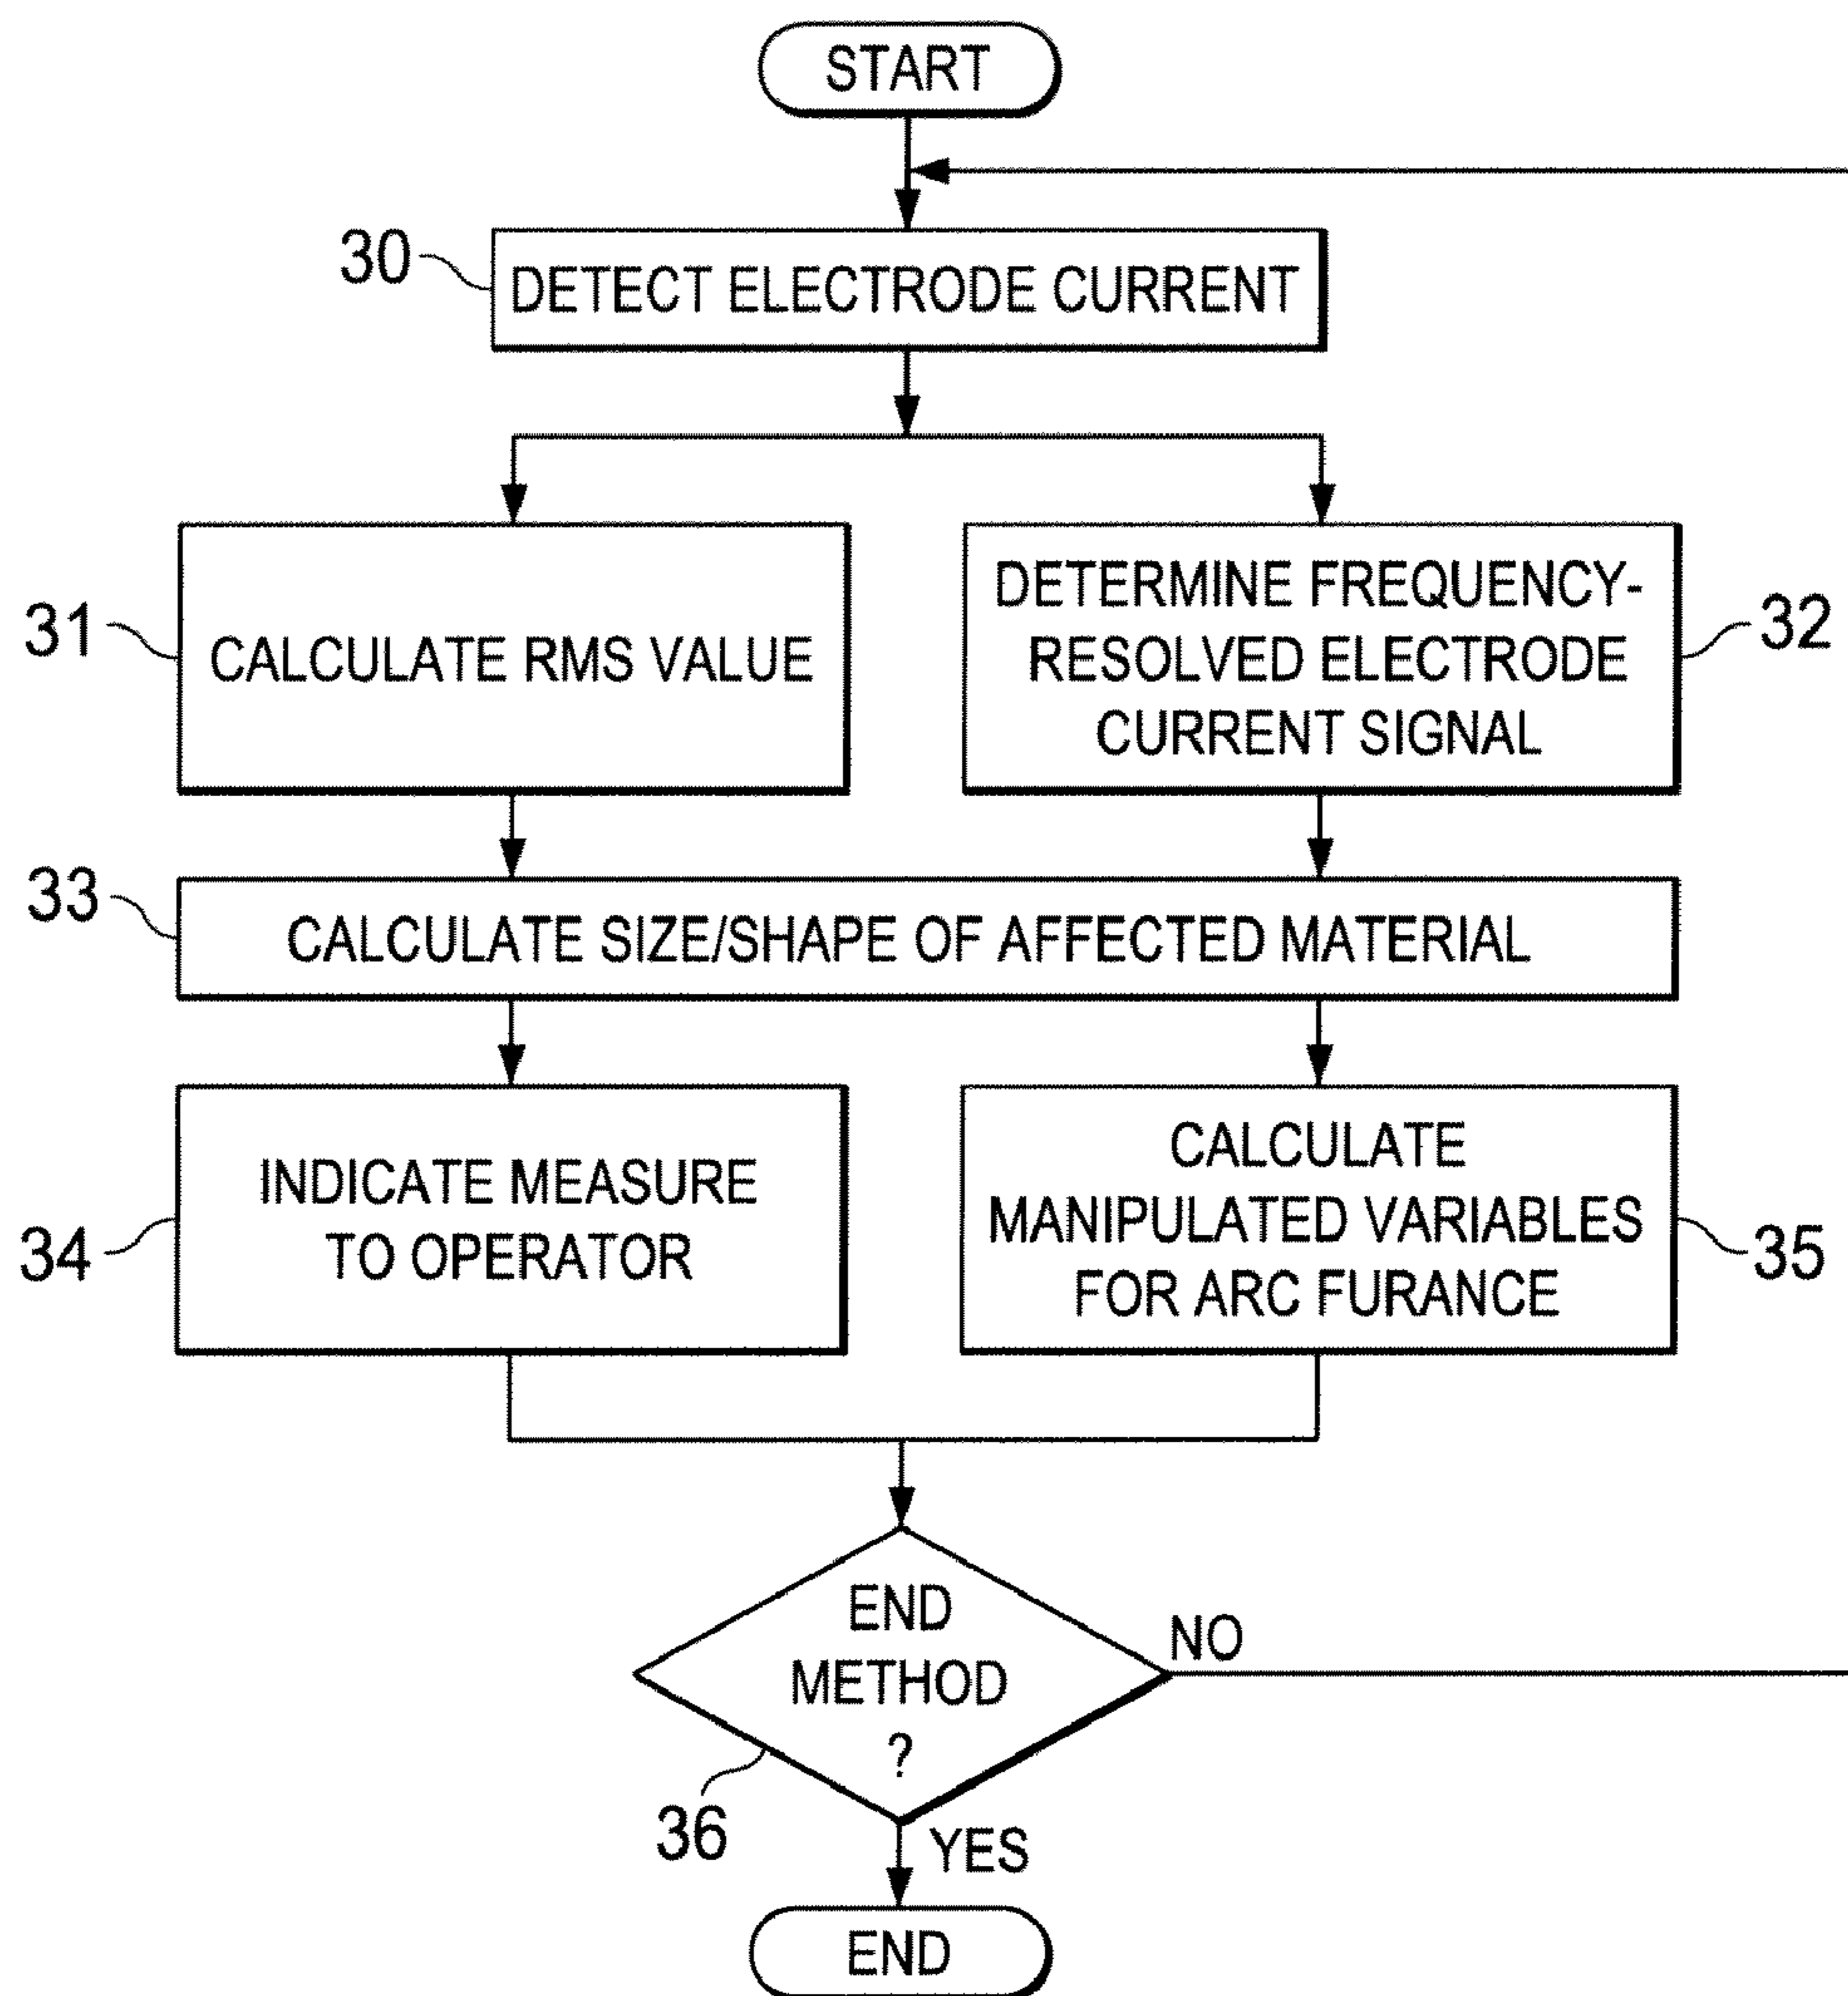 START
30
DETECT ELECTRODE CURRENT
31
CALCULATE RMS VALUE
DETERMINE FREQUENCY-
RESOLVED ELECTRODE
CURRENT SIGNAL
32
33
CALCULATE SIZE/SHAPE OF AFFECTED MATERIAL
34
INDICATE MEASURE
TO OPERATOR
CALCULATE
MANIPULATED VARIABLES
FOR ARC FURANCE
35
END
METHOD
?
NO
36
YES
END